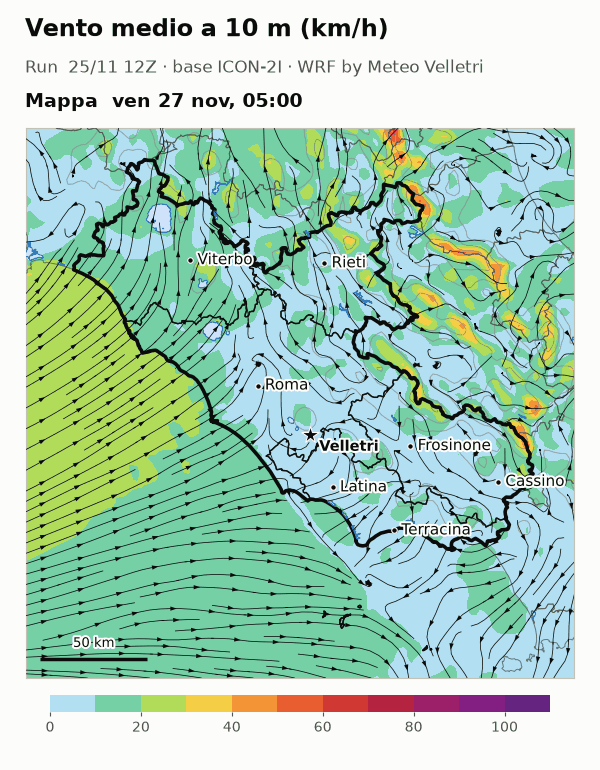 Vento medio a 10 m (km/h)
Run  25/11 12Z · base ICON-2I · WRF by Meteo Velletri
Mappa  ven 27 nov, 05:00
Viterbo
Rieti
Roma
Velletri
Frosinone
Cassino
Latina
Terracina
50 km
0 20 40 60 80 100